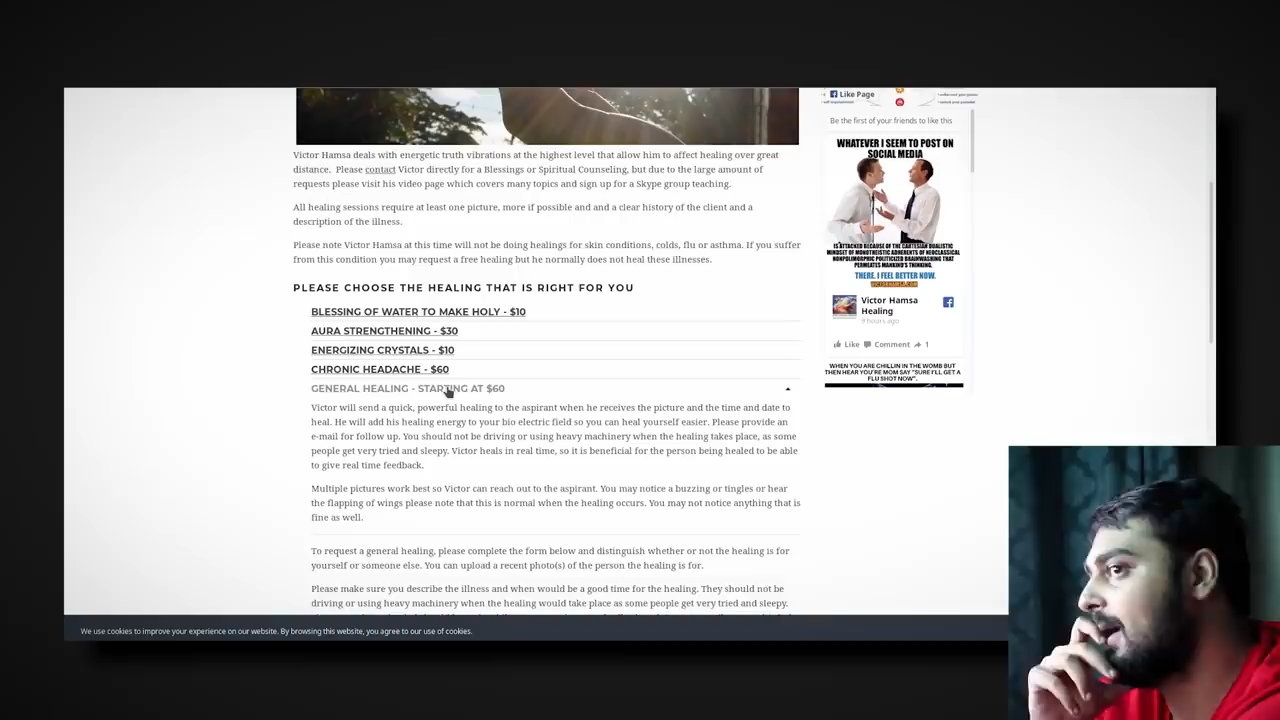 Like Page
Be the first of your friends to like this
Victor Hamsa deals with energetic truth vibrations at the highest level that allow him to affect healing over great
distance. Please contact Victor directly for a Blessings or Spiritual Counseling, but due to the large amount of
requests please visit his video page which covers many topics and sign up for a Skype group teaching.
All healing sessions require at least one picture, more if possible and and a clear history of the client and a
description of the illness.
Please note Victor Hamsa at this time will not be doing healings for skin conditions, colds, flu or asthma. If you suffer
from this condition you may request a free healing but he normally does not heal these illnesses.
PLEASE CHOOSE THE HEALING THAT IS RIGHT FOR YOU
BLESSING OF WATER TO MAKE HOLY - $10
AURA STRENGTHENING - $30
ENERGIZING CRYSTALS - $10
CHRONIC HEADACHE - $60
GENERAL HEALING - STARTING AT $60
Victor will send a quick, powerful healing to the aspirant when he receives the picture and the time and date to
heal. He will add his healing energy to your bio electric field so you can heal yourself easier. Please provide an
e-mail for follow up. You should not be driving or using heavy machinery when the healing takes place, as some
people get very tried and sleepy. Victor heals in real time, so it is beneficial for the person being healed to be able
to give real time feedback.
Multiple pictures work best so Victor can reach out to the aspirant. You may notice a buzzing or tingles or hear
the flapping of wings please note that this is normal when the healing occurs. You may not notice anything that is
fine as well.
To request a general healing, please complete the form below and distinguish whether or not the healing is for
yourself or someone else. You can upload a recent photo(s) of the person the healing is for.
Please make sure you describe the illness and when would be a good time for the healing. They should not be
driving or using heavy machinery when the healing would take place as some people get very tried and sleepy.
WHATEVER I SEEM TO POST ON
SOCIAL MEDIA
IS ATTACKED BECAUSE OF THE CARTESIAN DUALISTIC
MINDSET OF MONOTHEISTIC ADHERENTS OF NEOCLASSICAL
NONPOLIMORPHIC POLITICIZED BRAINWASHING THAT
PERMEATES MANKIND'S THINKING.
THERE. I FEEL BETTER NOW.
VICTORHAMSA.COM
Victor Hamsa
Healing
9 hours ago
Like Comment 1
WHEN YOU ARE CHILLIN IN THE WOMB BUT
THEN HEAR YOU'RE MOM SAY "SURE I'LL GET A
FLU SHOT NOW".
We use cookies to improve your experience on our website. By browsing this website, you agree to our use of cookies.